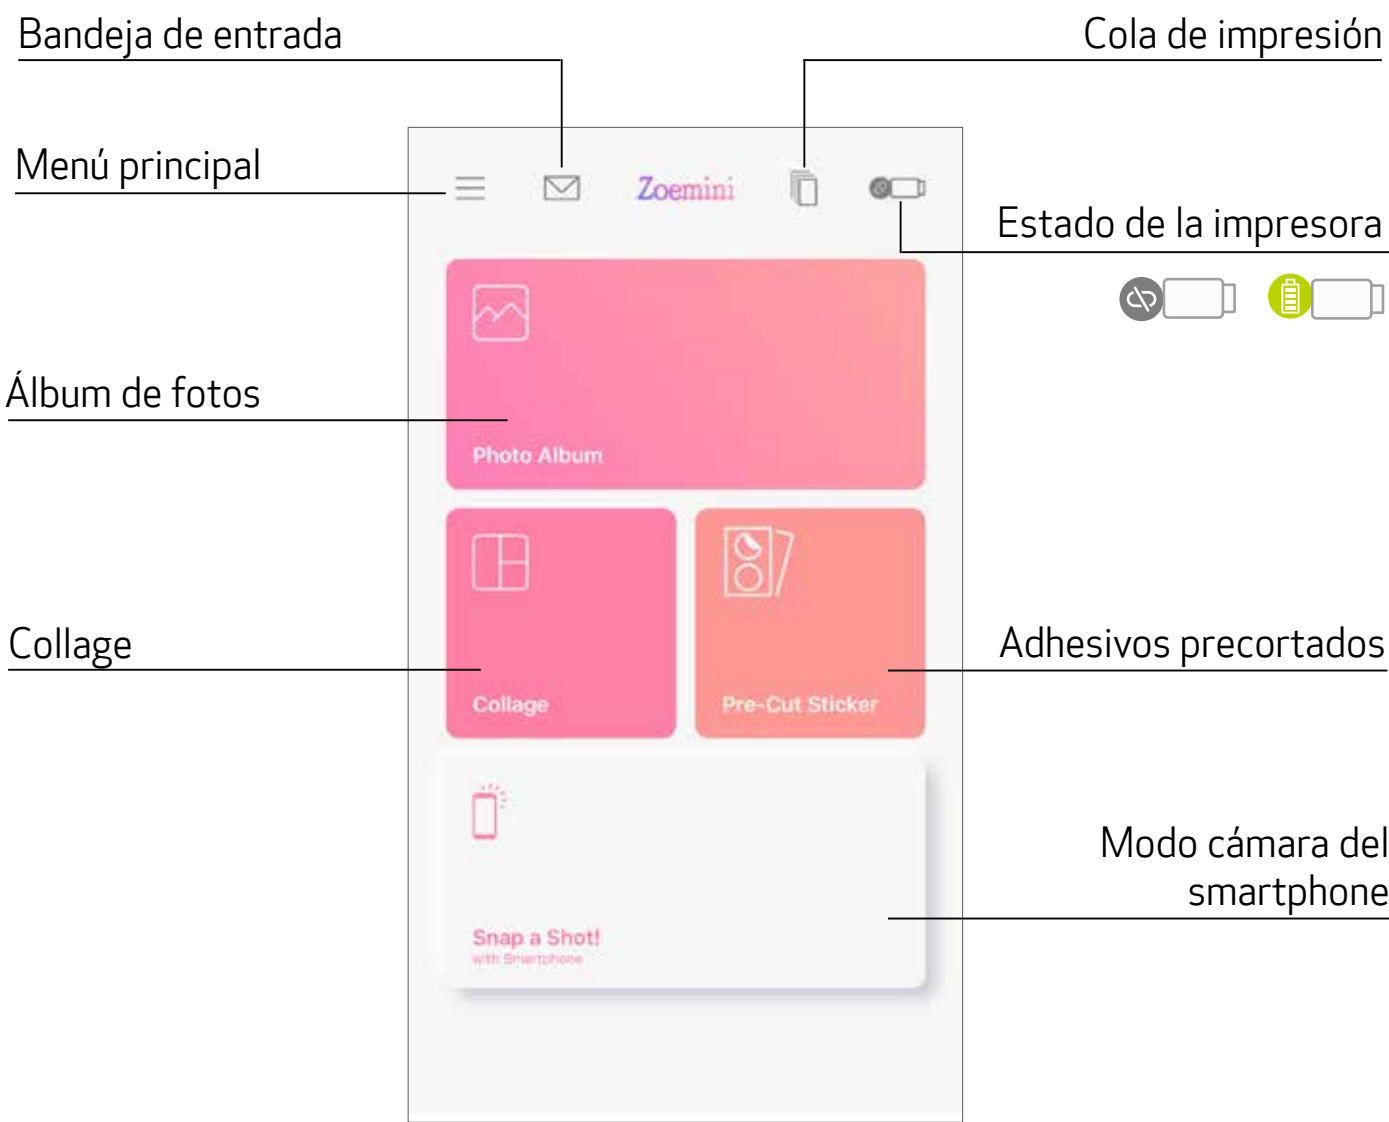 Bandeja de entrada
Cola de impresión
Menú principal
Zoemini
Estado de la impresora
Álbum de fotos
Photo Album
Collage
Adhesivos precortados
Collage
Pre-Cut Sticker
Modo cámara del
smartphone
Snap a Shot!
with Smartphone